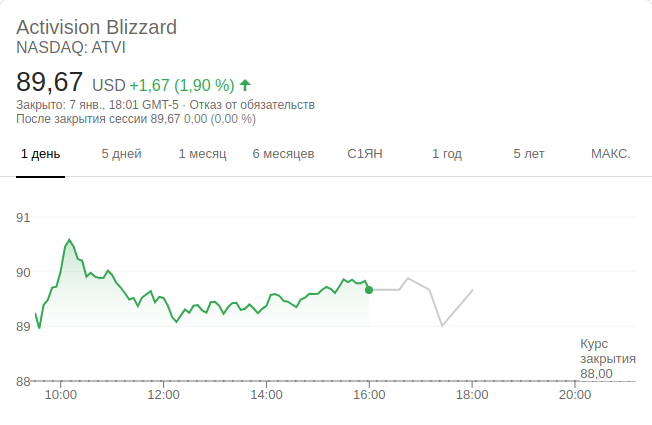 Activision Blizzard
NASDAQ: ATVI
89,67 USD +1,67 (1,90 %)
Закрыто: 7 янв., 18:01 GMT-5 · Отказ от обязательств
После закрытия сессии 89,67 0,00 (0,00 %)
1 день 5 дней 1 месяц 6 месяцев С1ЯН 1 год 5 лет МАКС.
91
90
89
Курс
закрытия
88,00
88
10:00 12:00 14:00 16:00 18:00 20:00